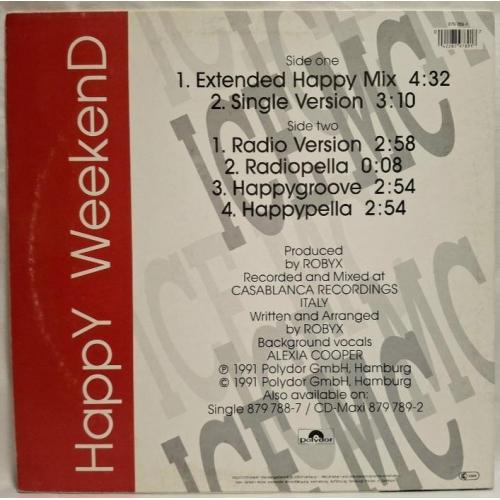 HappY WeekenD
ICE MC
Side one
1. Extended Happy Mix 4:32
2. Single Version 3:10
Side two
1. Radio Version 2:58
2. Radiopella 0:08
3. Happygroove 2:54
4. Happypella 2:54
Produced
by ROBYX
Recorded and Mixed at
CASABLANCA RECORDINGS
ITALY
Written and Arranged
by ROBYX
Background vocals
ALEXIA COOPER
℗ 1991 Polydor GmbH, Hamburg
© 1991 Polydor GmbH, Hamburg
Also available on:
Single 879 788-7 / CD-Maxi 879 789-2
polydor